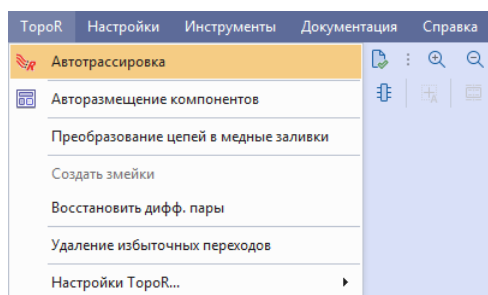 TopoR Настройки Инструменты Документация Справка
Автотрассировка
Авторазмещение компонентов
Преобразование цепей в медные заливки
Создать змейки
Восстановить дифф. пары
Удаление избыточных переходов
Настройки TopoR...